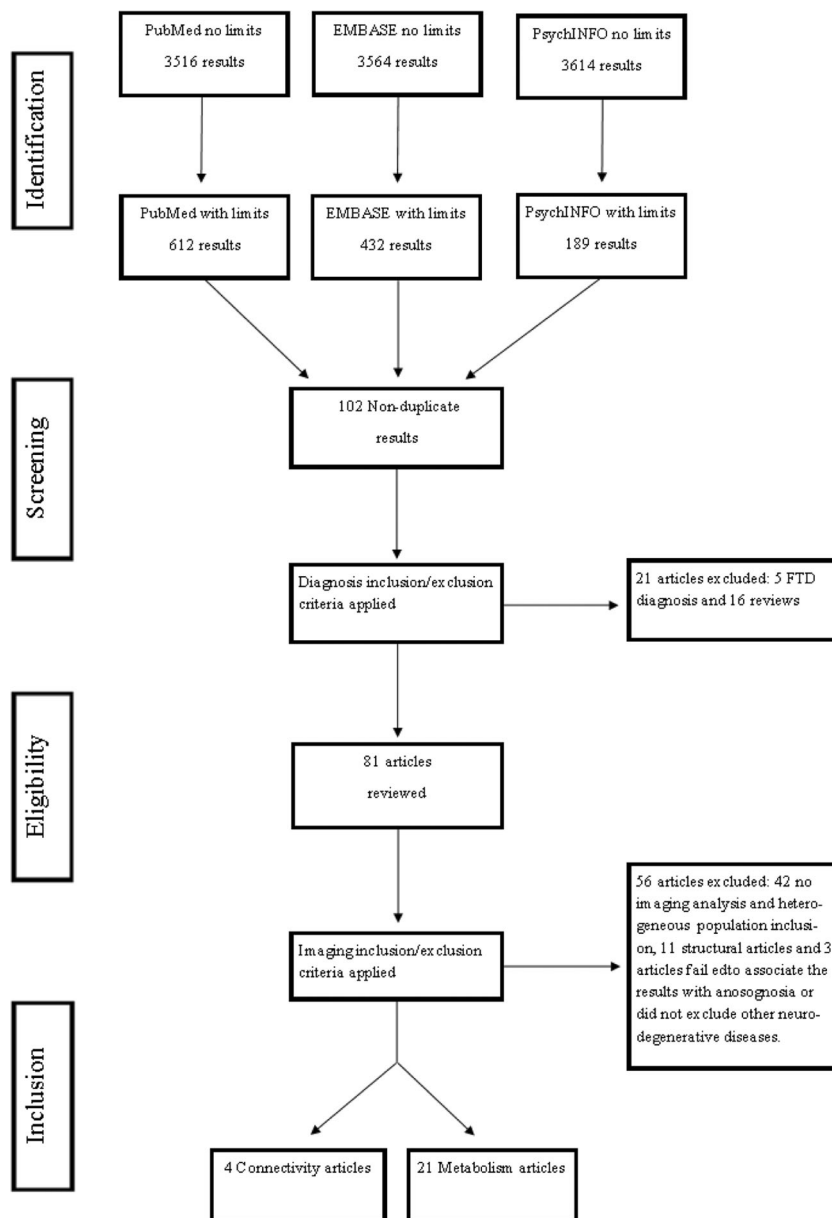 Identification
PubMed no limits
3516 results
EMBASE no limits
3564 results
PsychINFO no limits
3614 results
PubMed with limits
612 results
EMBASE with limits
432 results
PsychINFO with limits
189 results
Screening
102 Non-duplicate
results
Diagnosis inclusion/exclusion
criteria applied
21 articles excluded: 5 FTD
diagnosis and 16 reviews
Eligibility
81 articles
reviewed
Imaging inclusion/exclusion
criteria applied
56 articles excluded: 42 no
imaging analysis and hetero-
geneous population inclusi-
on, 11 structural articles and 3
articles fail edto associate the
results with anosognosia or
did not exclude other neuro-
degenerative diseases.
Inclusion
4 Connectivity articles
21 Metabolism articles